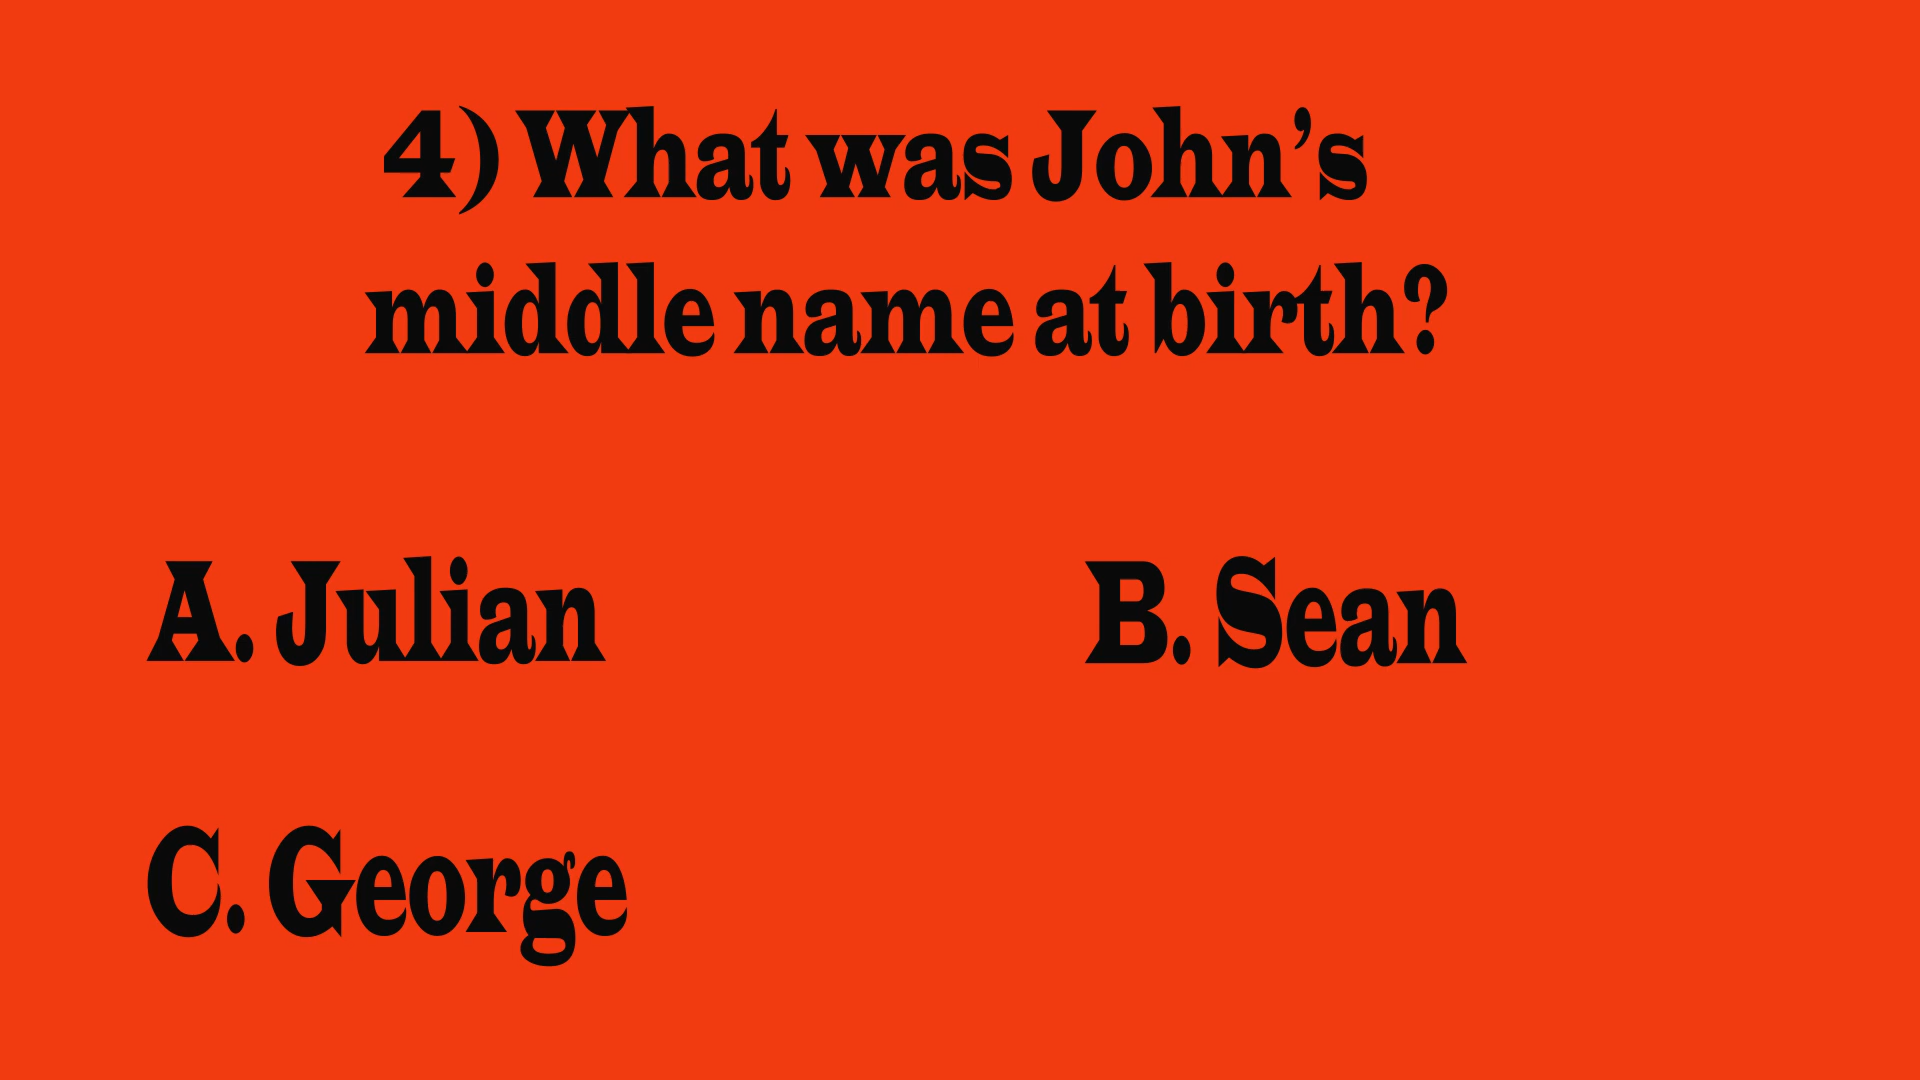 4) What was John’s
middle name at birth?
A. Julian
B. Sean
C. George